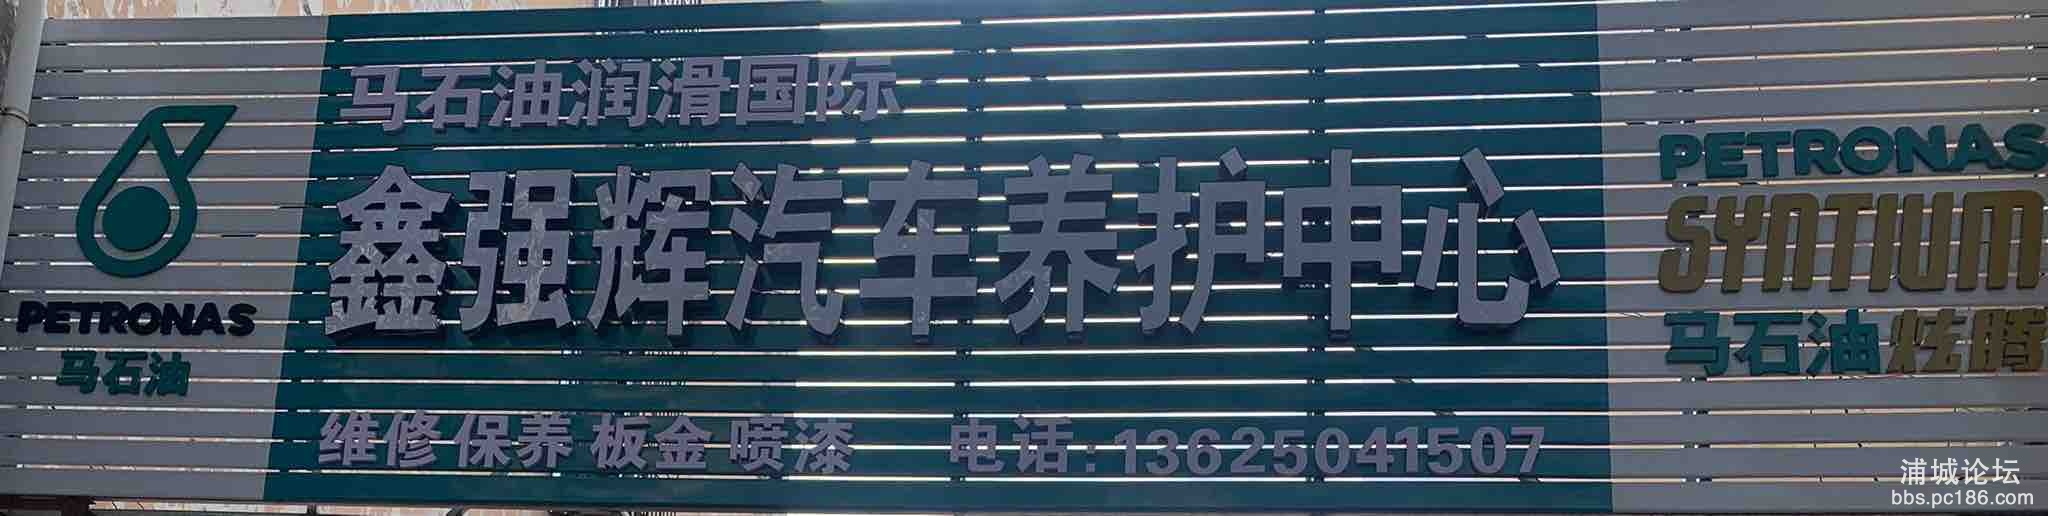 马石油润滑国际
鑫强辉汽车养护中心
维修 保养 板金 喷漆 电话:13625041507
PETRONAS
马石油
PETRONAS
SYNTIUM
马石油炫腾
浦城论坛
bbs.pc186.com